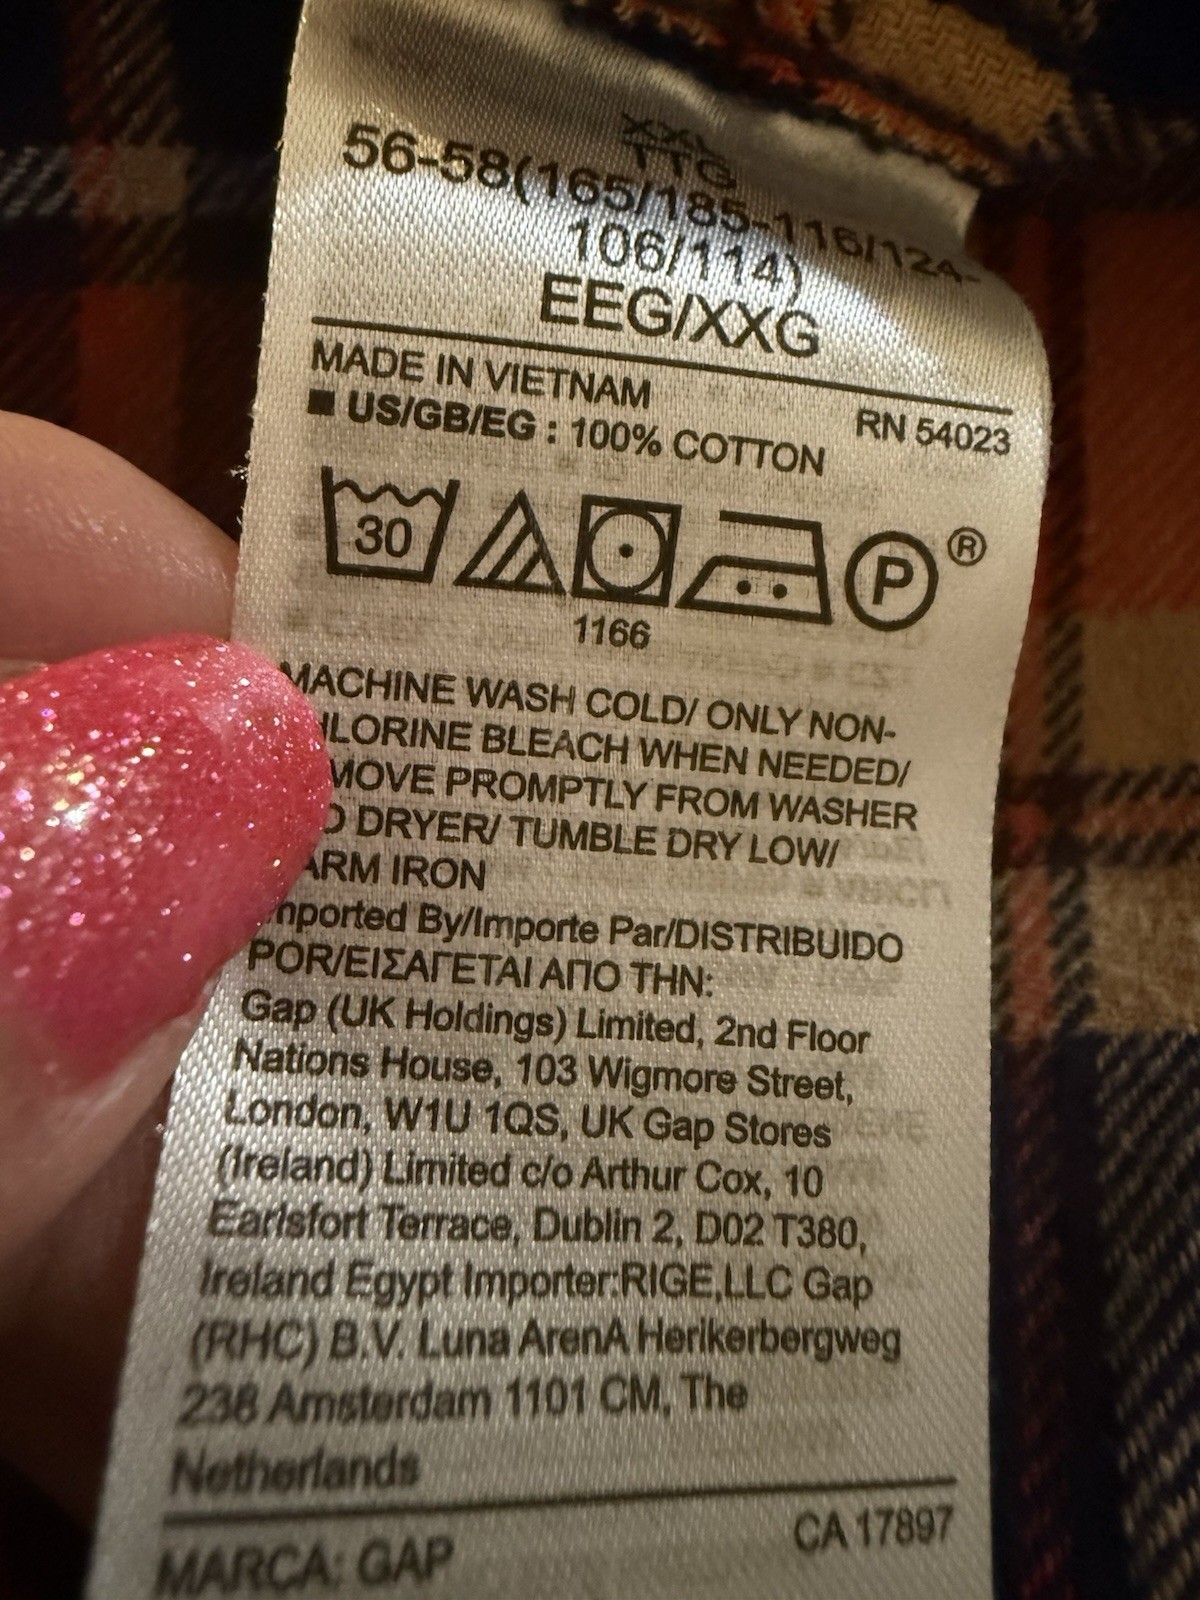 XXL
TTG
56-58(165/185-116/124-
106/114)
EEG/XXG
MADE IN VIETNAM
RN 54023
■ US/GB/EG : 100% COTTON
30
P ®
1166
MACHINE WASH COLD/ ONLY NON-
HLORINE BLEACH WHEN NEEDED/
MOVE PROMPTLY FROM WASHER
O DRYER/ TUMBLE DRY LOW/
ARM IRON
mported By/Importe Par/DISTRIBUIDO
POR/ΕΙΣΑΓΕΤΑΙ ΑΠΟ ΤΗΝ:
Gap (UK Holdings) Limited, 2nd Floor
Nations House, 103 Wigmore Street,
London, W1U 1QS, UK Gap Stores
(Ireland) Limited c/o Arthur Cox, 10
Earlsfort Terrace, Dublin 2, D02 T380,
Ireland Egypt Importer:RIGE,LLC Gap
(RHC) B.V. Luna ArenA Herikerbergweg
238 Amsterdam 1101 CM, The
Netherlands
CA 17897
MARCA: GAP